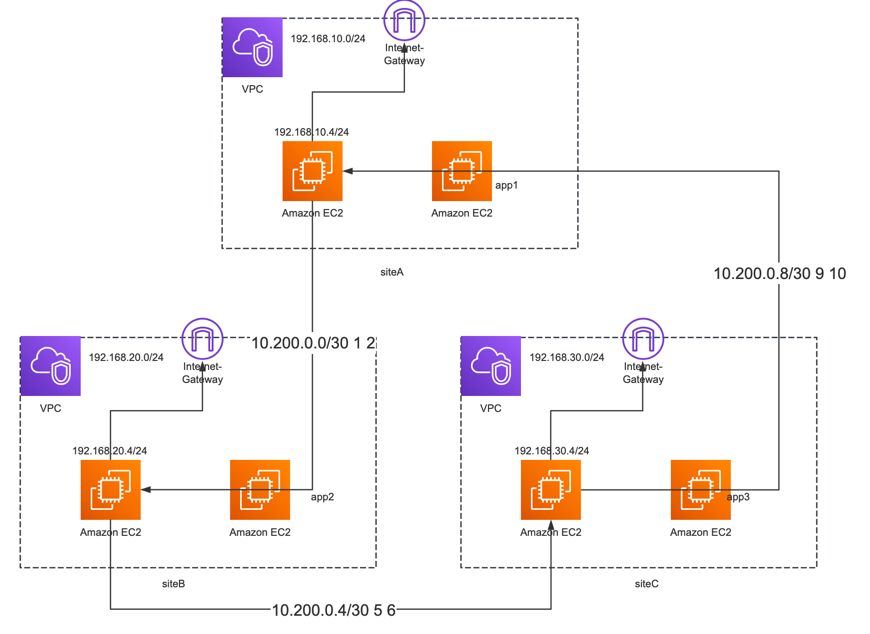 192.168.10.0/24
Internet-
Gateway
VPC
192.168.10.4/24
app1
Amazon EC2
Amazon EC2
siteA
10.200.0.8/30 9 10
10.200.0.0/30 1 2
192.168.20.0/24
Internet-
Gateway
VPC
192.168.20.4/24
app2
Amazon EC2
Amazon EC2
siteB
192.168.30.0/24
Internet-
Gateway
VPC
192.168.30.4/24
app3
Amazon EC2
Amazon EC2
siteC
10.200.0.4/30 5 6